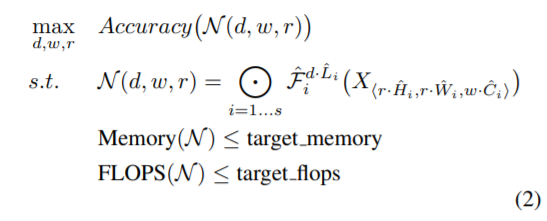 max d,w,r Accuracy(𝒩(d, w, r))
s.t. 𝒩(d, w, r) = ⨀ i=1...s ℱ̂ᵢ^{d·L̂ᵢ}(X⟨r·Ĥᵢ,r·Ŵᵢ,w·Ĉᵢ⟩)
Memory(𝒩) ≤ target_memory
FLOPS(𝒩) ≤ target_flops
(2)